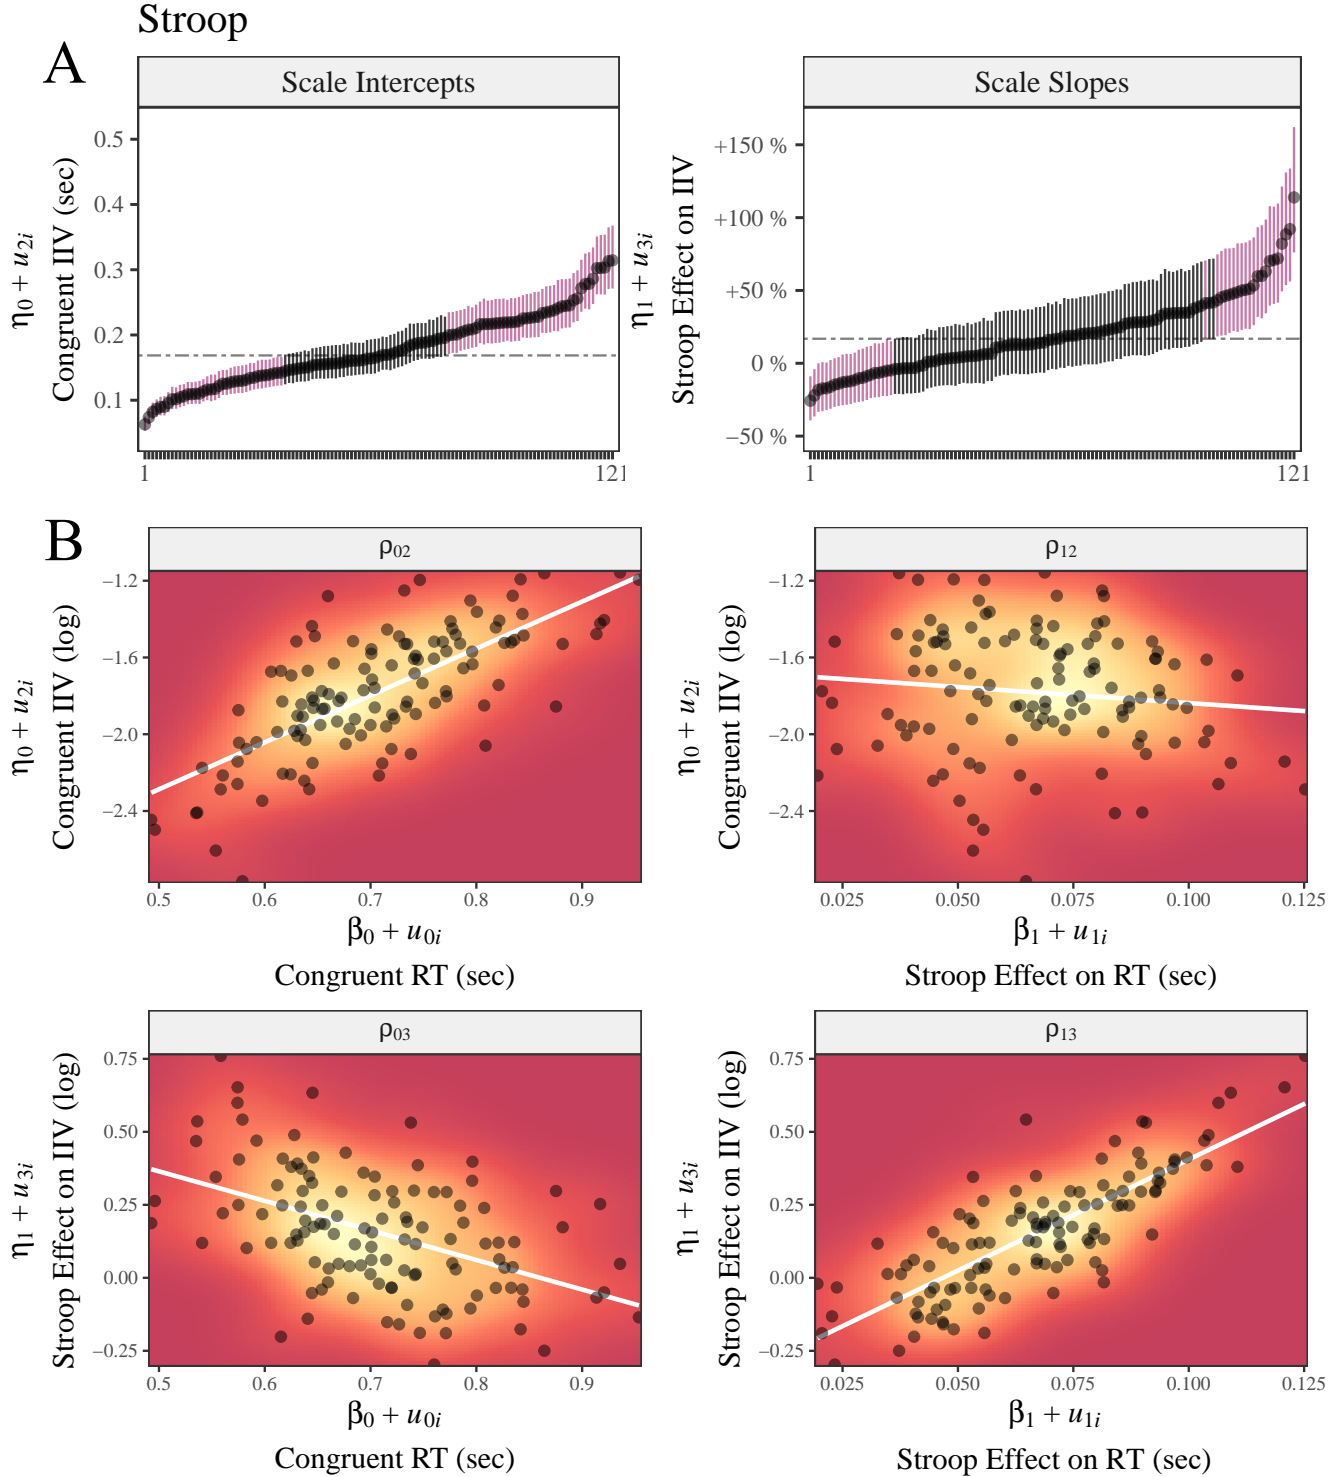 Stroop
A
Scale Intercepts
η0 + u2i
Congruent IIV (sec)
0.5
0.4
0.3
0.2
0.1
1
121
Scale Slopes
η1 + u3i
Stroop Effect on IIV
+150 %
+100 %
+50 %
0 %
−50 %
1
121
B
ρ02
η0 + u2i
Congruent IIV (log)
−1.2
−1.6
−2.0
−2.4
0.5 0.6 0.7 0.8 0.9
β0 + u0i
Congruent RT (sec)
ρ12
η0 + u2i
Congruent IIV (log)
−1.2
−1.6
−2.0
−2.4
0.025 0.050 0.075 0.100 0.125
β1 + u1i
Stroop Effect on RT (sec)
ρ03
η1 + u3i
Stroop Effect on IIV (log)
0.75
0.50
0.25
0.00
−0.25
0.5 0.6 0.7 0.8 0.9
β0 + u0i
Congruent RT (sec)
ρ13
η1 + u3i
Stroop Effect on IIV (log)
0.75
0.50
0.25
0.00
−0.25
0.025 0.050 0.075 0.100 0.125
β1 + u1i
Stroop Effect on RT (sec)